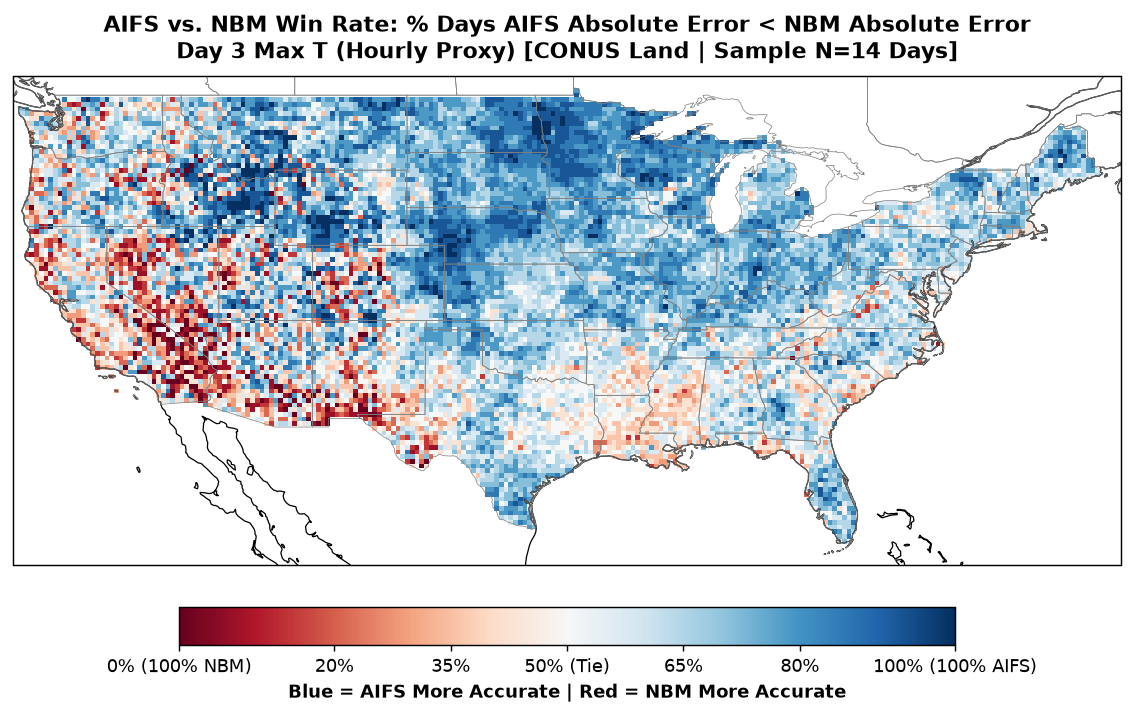 AIFS vs. NBM Win Rate: % Days AIFS Absolute Error < NBM Absolute Error
Day 3 Max T (Hourly Proxy) [CONUS Land | Sample N=14 Days]
0% (100% NBM) 20% 35% 50% (Tie) 65% 80% 100% (100% AIFS)
Blue = AIFS More Accurate | Red = NBM More Accurate